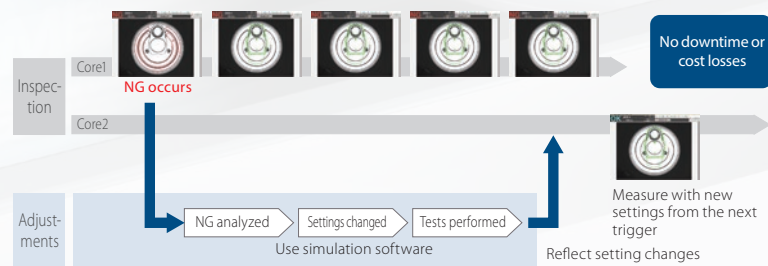 No downtime or
cost losses
Core1
Inspec-
tion
NG occurs
Core2
Measure with new
settings from the next
trigger
Adjust-
ments
NG analyzed
Settings changed
Tests performed
Use simulation software
Reflect setting changes